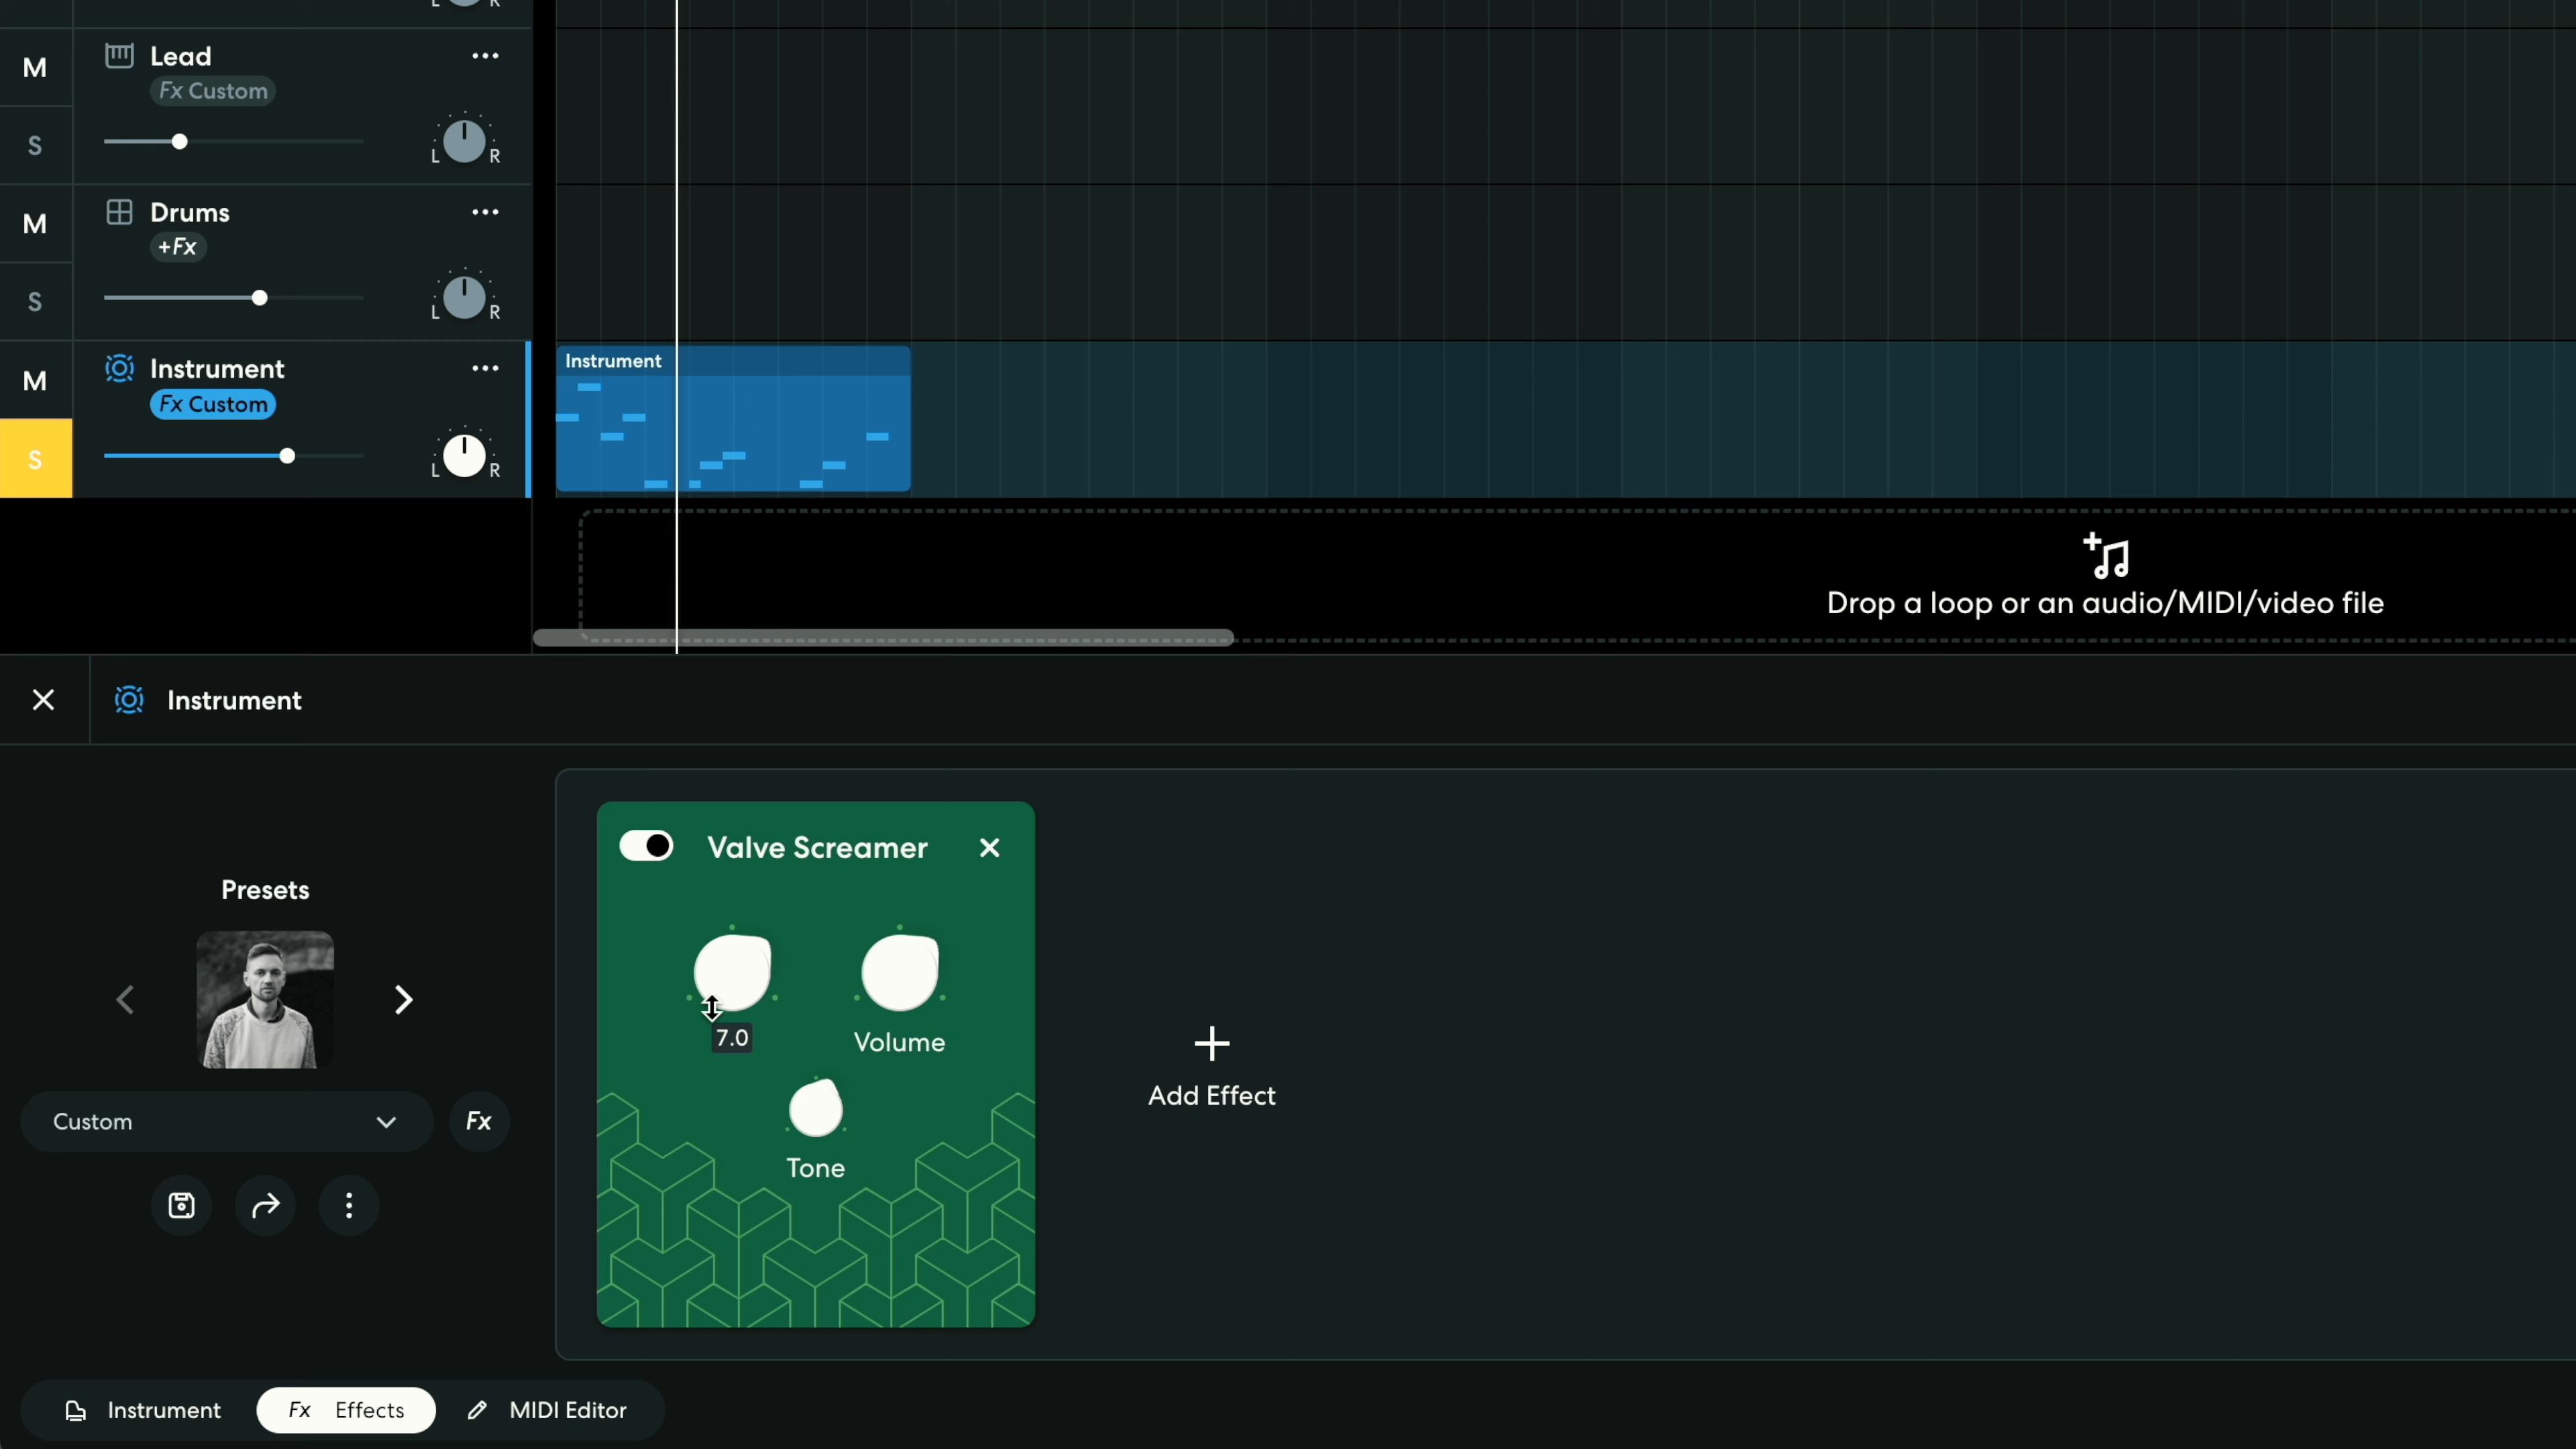 L R
M Lead
Fx Custom
S L R
M Drums
+Fx
S L R
M Instrument
Fx Custom
S L R
Instrument
Drop a loop or an audio/MIDI/video file
Instrument
Presets
Custom Fx
Valve Screamer
7.0 Volume
Tone
Add Effect
Instrument Fx Effects MIDI Editor